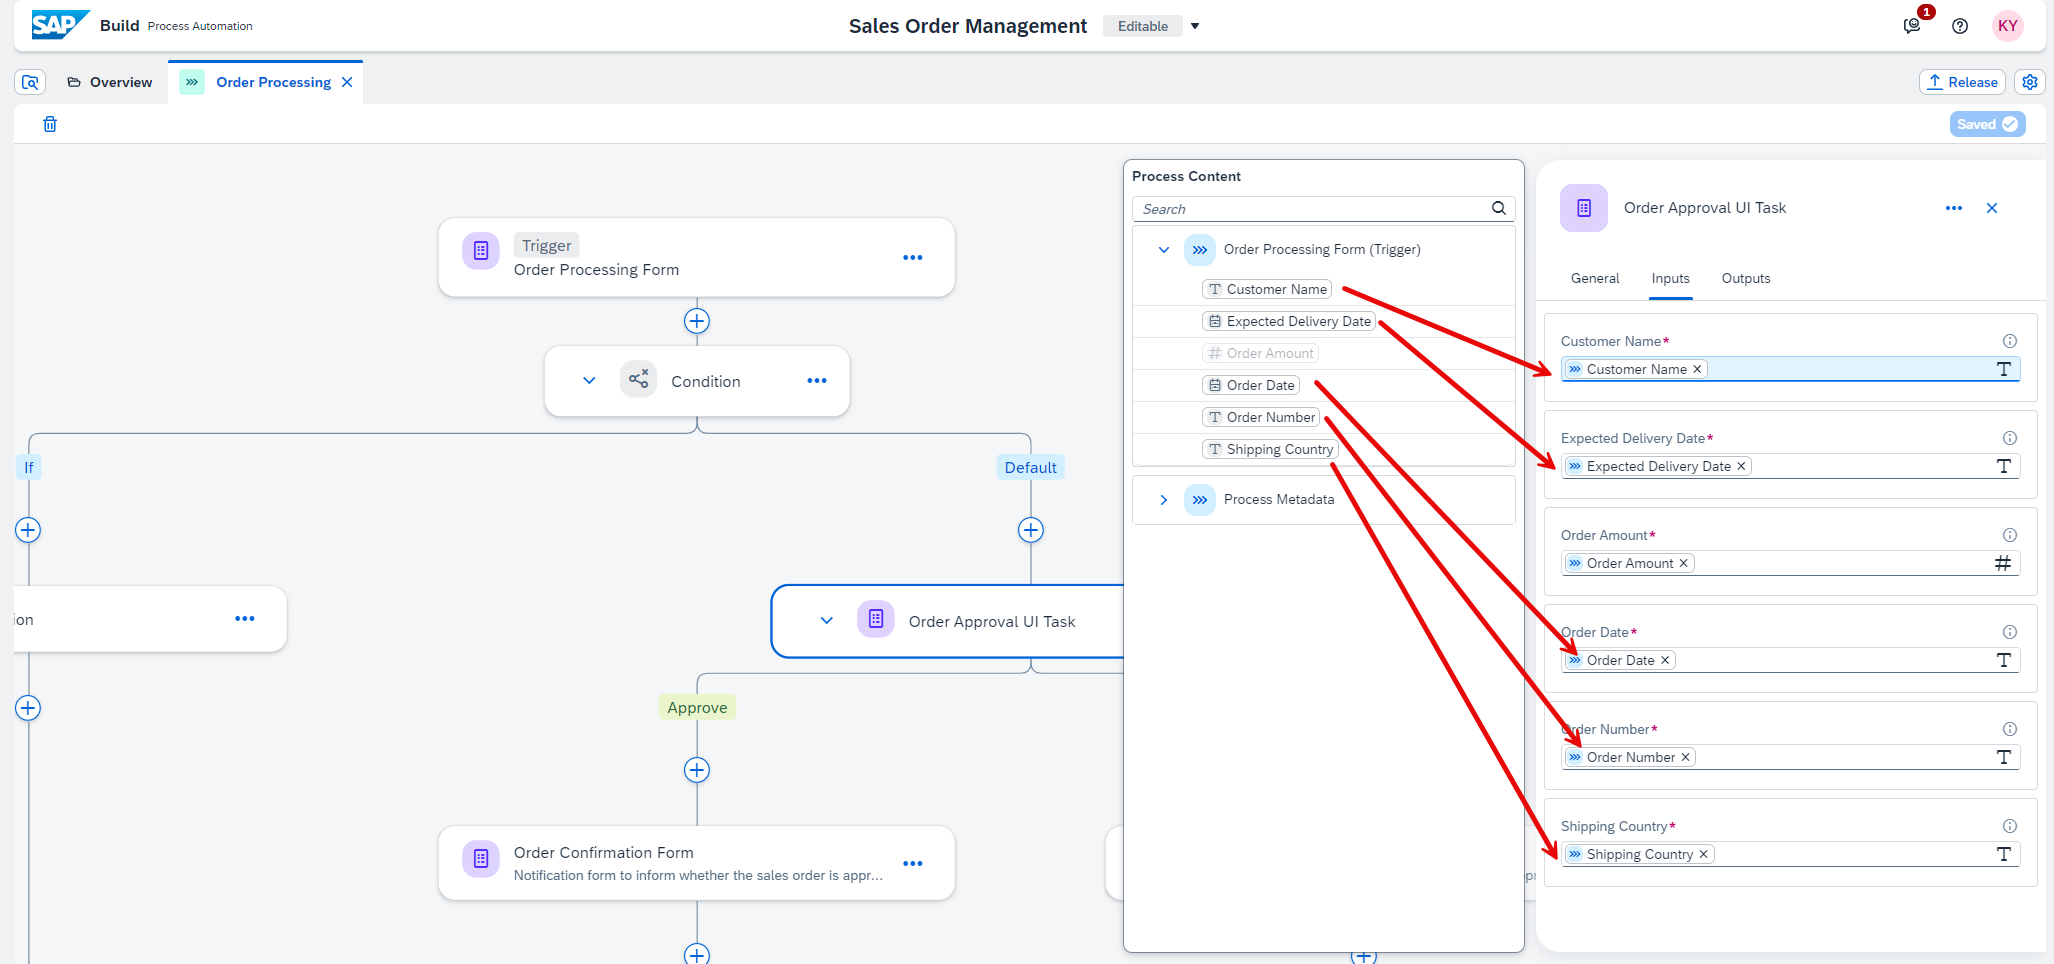 SAP Build Process Automation
Sales Order Management Editable
1
KY
Overview
Order Processing
Release
Saved
Trigger
Order Processing Form
Condition
If
Default
ion
Order Approval UI Task
Approve
Order Confirmation Form
Notification form to inform whether the sales order is appr...
Process Content
Search
Order Processing Form (Trigger)
Customer Name
Expected Delivery Date
Order Amount
Order Date
Order Number
Shipping Country
Process Metadata
Order Approval UI Task
General Inputs Outputs
Customer Name*
Customer Name
Expected Delivery Date*
Expected Delivery Date
Order Amount*
Order Amount
Order Date*
Order Date
Order Number*
Order Number
Shipping Country*
Shipping Country